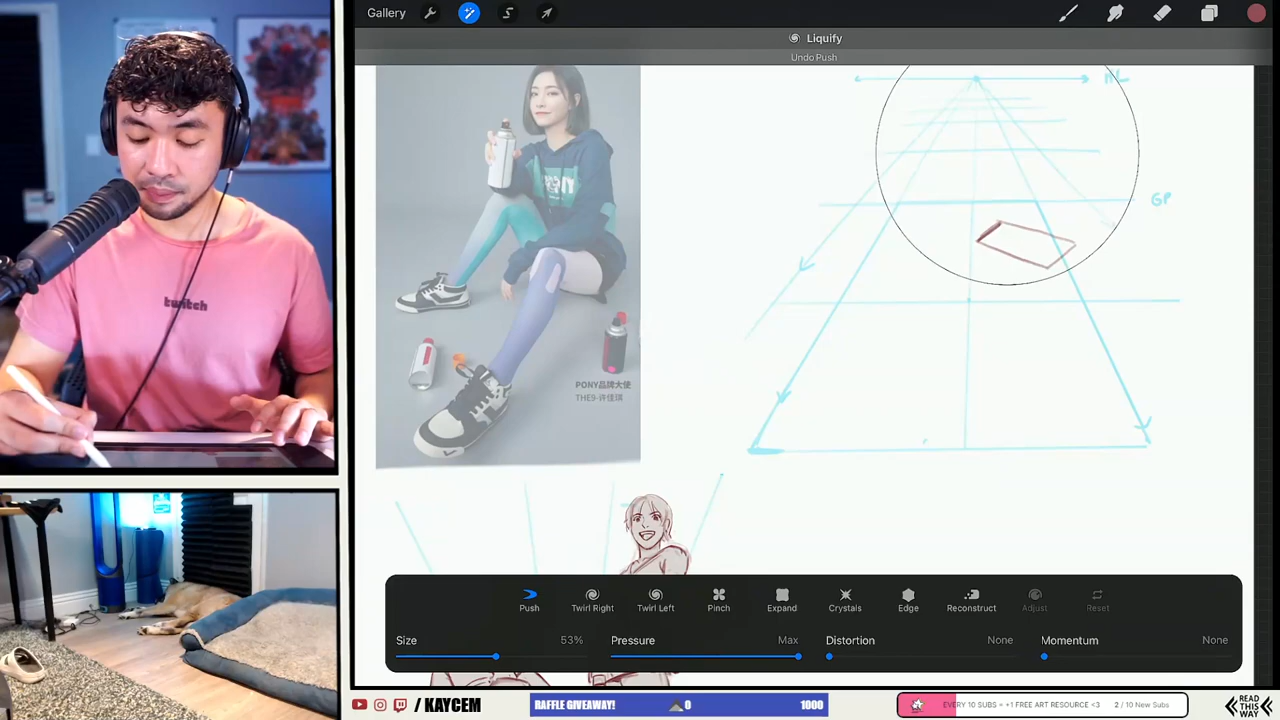 Gallery
Liquify
Undo Push
HL
GP
twitch
PONY品牌大使
THE9-许佳琪
Push
Twirl Right
Twirl Left
Pinch
Expand
Crystals
Edge
Reconstruct
Adjust
Reset
Size
53%
Pressure
Max
Distortion
None
Momentum
None
/ KAYCEM
RAFFLE GIVEAWAY!
0
1000
EVERY 10 SUBS = +1 FREE ART RESOURCE <3
2 / 10 New Subs
READ
THIS
WAY